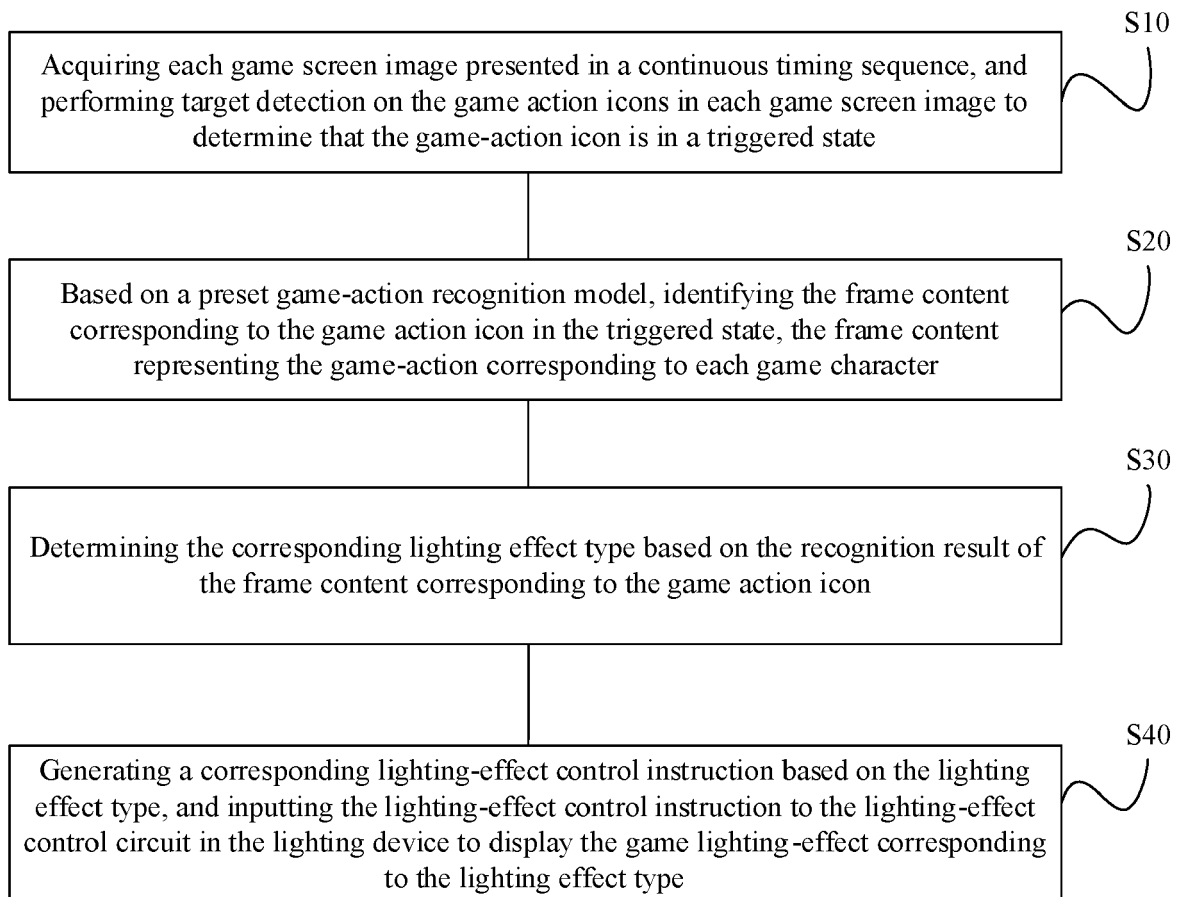 S10
Acquiring each game screen image presented in a continuous timing sequence, and
performing target detection on the game action icons in each game screen image to
determine that the game-action icon is in a triggered state
S20
Based on a preset game-action recognition model, identifying the frame content
corresponding to the game action icon in the triggered state, the frame content
representing the game-action corresponding to each game character
S30
Determining the corresponding lighting effect type based on the recognition result of
the frame content corresponding to the game action icon
S40
Generating a corresponding lighting-effect control instruction based on the lighting
effect type, and inputting the lighting-effect control instruction to the lighting-effect
control circuit in the lighting device to display the game lighting-effect corresponding
to the lighting effect type